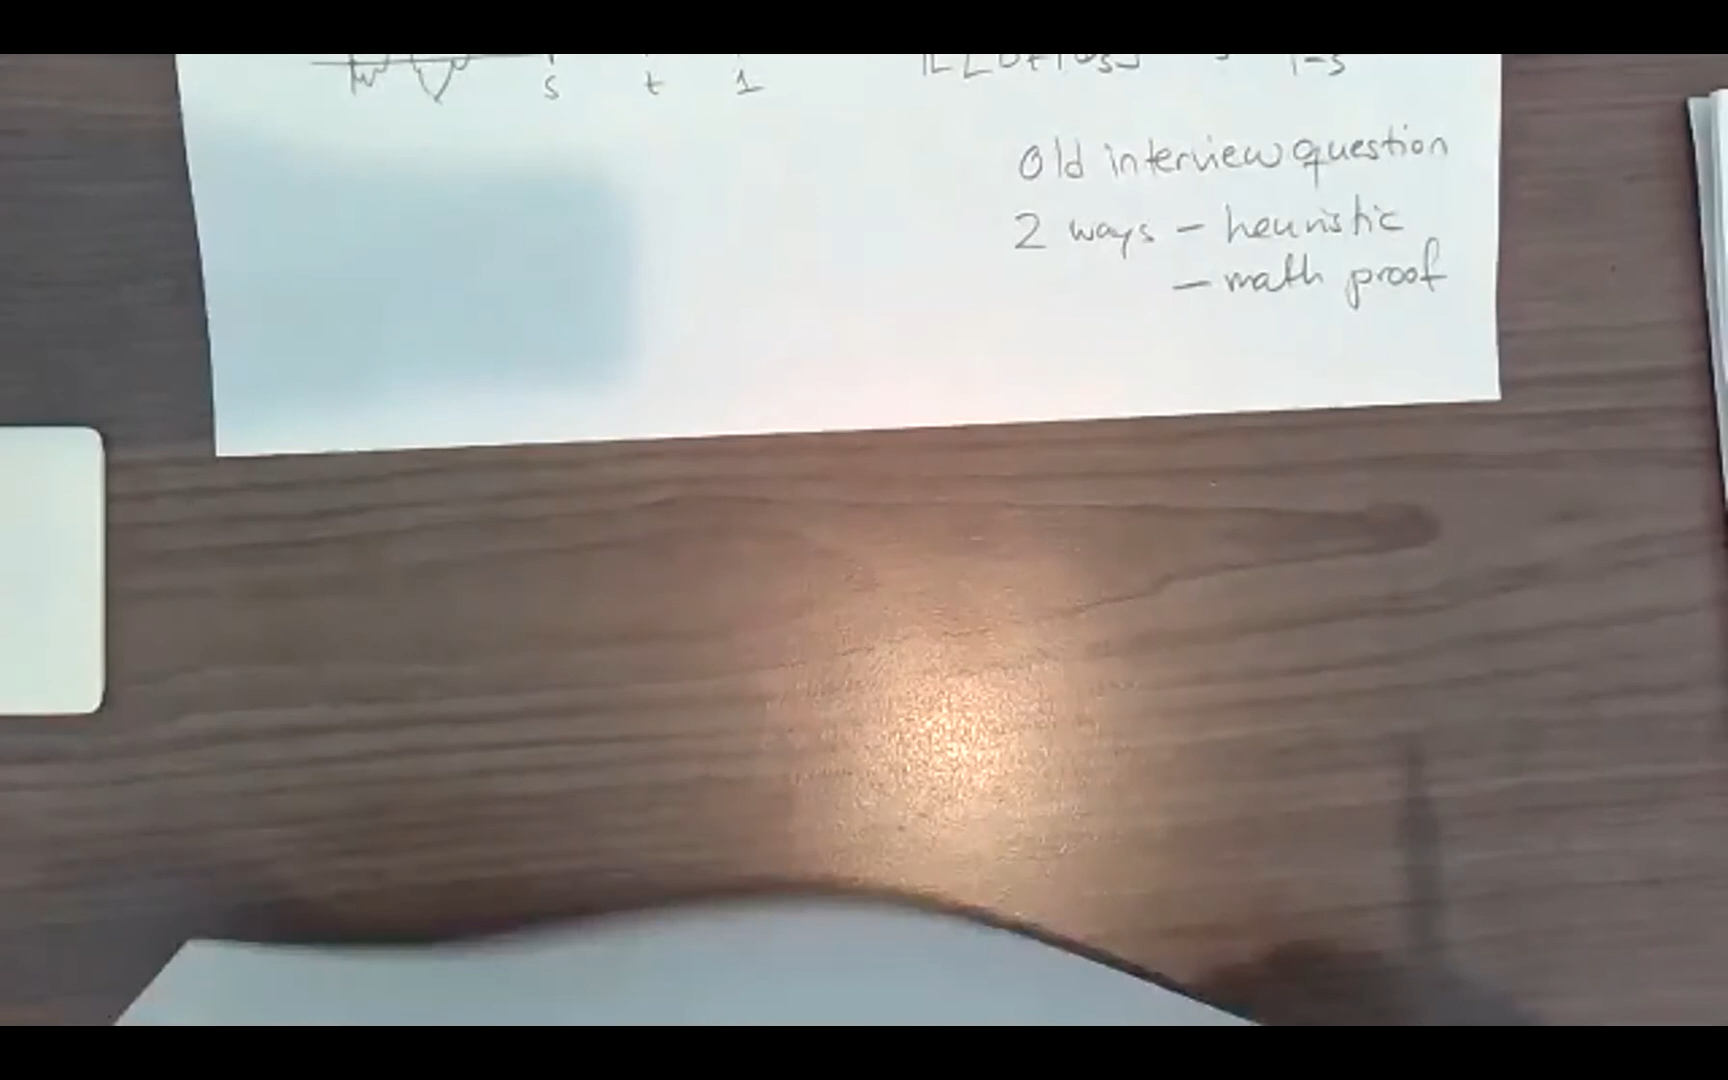 s t 1
Old interview question
2 ways - heuristic
- math proof